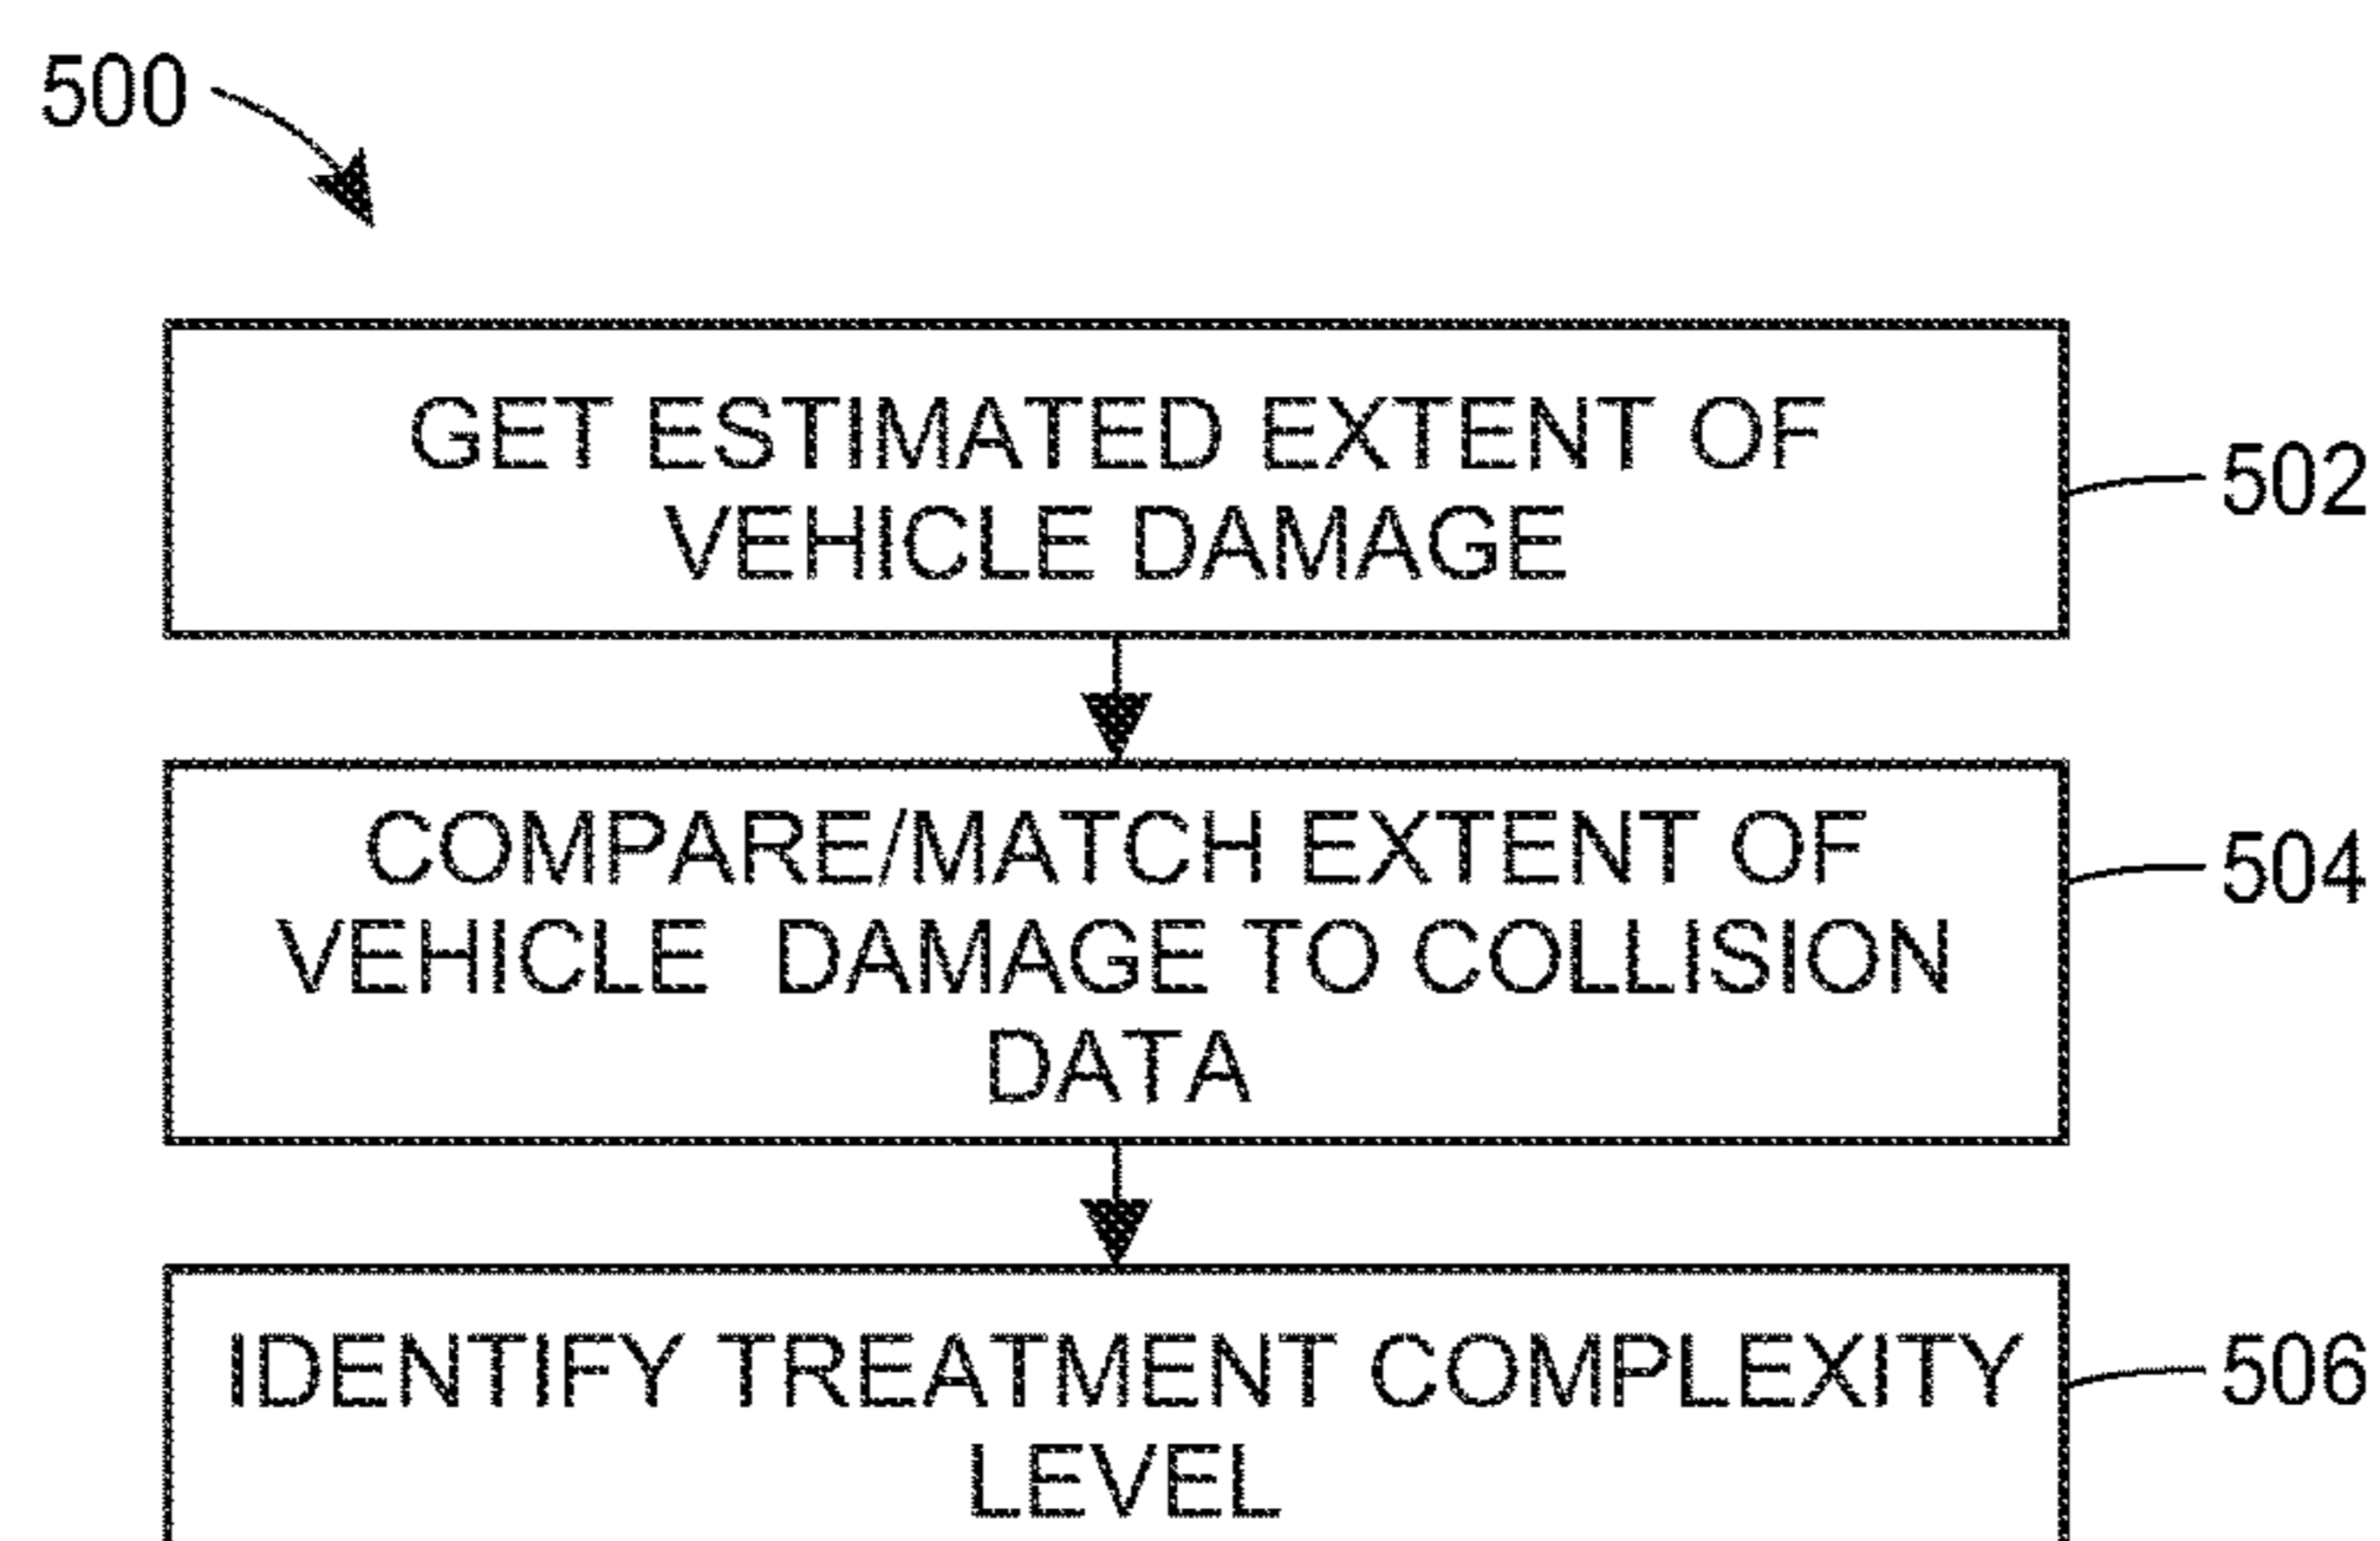 500
GET ESTIMATED EXTENT OF
VEHICLE DAMAGE
502
COMPARE/MATCH EXTENT OF
VEHICLE DAMAGE TO COLLISION
DATA
504
IDENTIFY TREATMENT COMPLEXITY
LEVEL
506